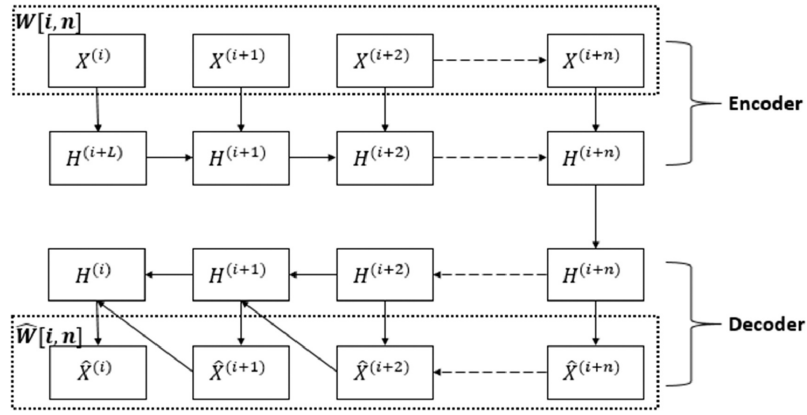 W[i, n]
X^(i) X^(i+1) X^(i+2) X^(i+n)
Encoder
H^(i+L) H^(i+1) H^(i+2) H^(i+n)
H^(i) H^(i+1) H^(i+2) H^(i+n)
Decoder
Ŵ[i, n]
X̂^(i) X̂^(i+1) X̂^(i+2) X̂^(i+n)